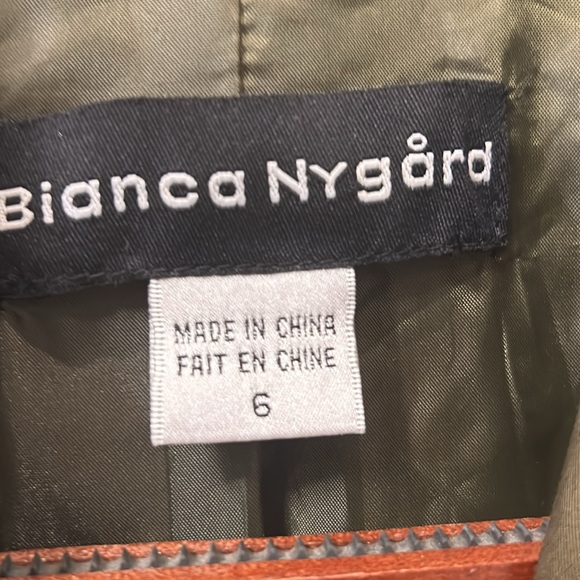 Bianca Nygård
MADE IN CHINA
FAIT EN CHINE
6